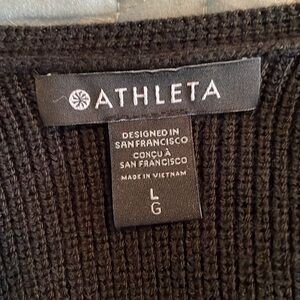 ATHLETA
DESIGNED IN
SAN FRANCISCO
CONÇU À
SAN FRANCISCO
MADE IN VIETNAM
L
G